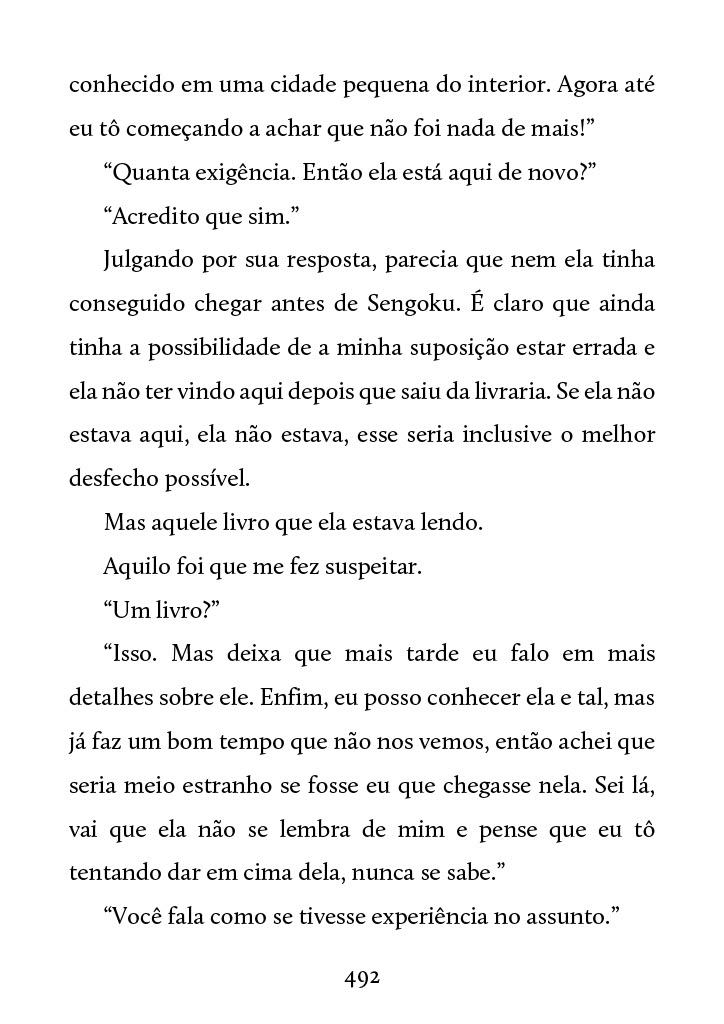 conhecido em uma cidade pequena do interior. Agora até
eu tô começando a achar que não foi nada de mais!”
“Quanta exigência. Então ela está aqui de novo?”
“Acredito que sim.”
Julgando por sua resposta, parecia que nem ela tinha
conseguido chegar antes de Sengoku. É claro que ainda
tinha a possibilidade de a minha suposição estar errada e
ela não ter vindo aqui depois que saiu da livraria. Se ela não
estava aqui, ela não estava, esse seria inclusive o melhor
desfecho possível.
Mas aquele livro que ela estava lendo.
Aquilo foi que me fez suspeitar.
“Um livro?”
“Isso. Mas deixa que mais tarde eu falo em mais
detalhes sobre ele. Enfim, eu posso conhecer ela e tal, mas
já faz um bom tempo que não nos vemos, então achei que
seria meio estranho se fosse eu que chegasse nela. Sei lá,
vai que ela não se lembra de mim e pense que eu tô
tentando dar em cima dela, nunca se sabe.”
“Você fala como se tivesse experiência no assunto.”
492